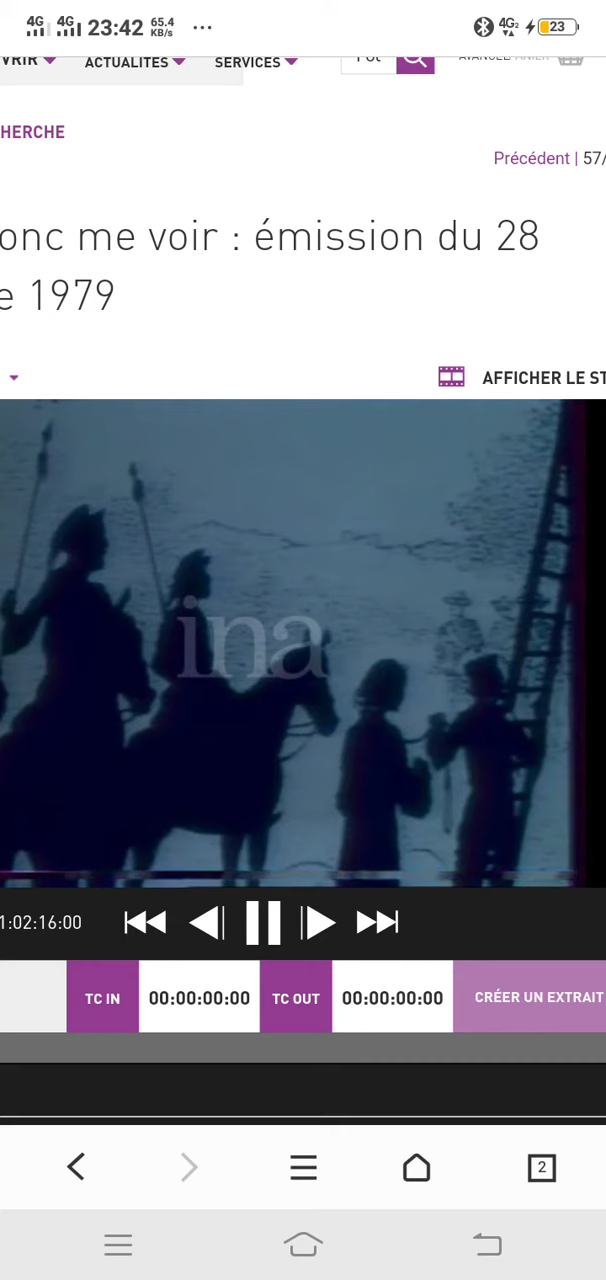 4G 4G 23:42 65.4 KB/s ... 4G2 23
VRIR ACTUALITÉS SERVICES
HERCHE
Précédent | 57/
onc me voir : émission du 28
e 1979
AFFICHER LE ST
ina
1:02:16:00
TC IN 00:00:00:00 TC OUT 00:00:00:00 CRÉER UN EXTRAIT
2